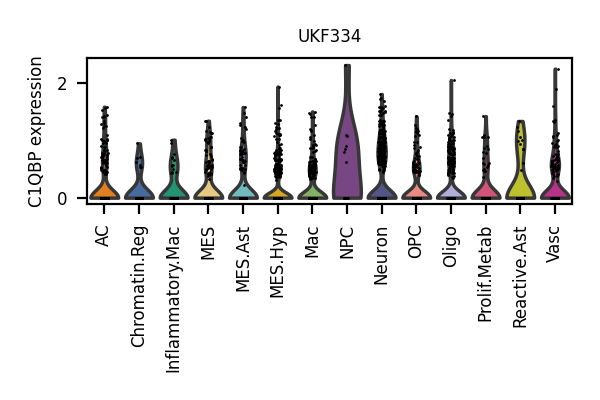 UKF334
C1QBP expression
2
0
AC
Chromatin.Reg
Inflammatory.Mac
MES
MES.Ast
MES.Hyp
Mac
NPC
Neuron
OPC
Oligo
Prolif.Metab
Reactive.Ast
Vasc